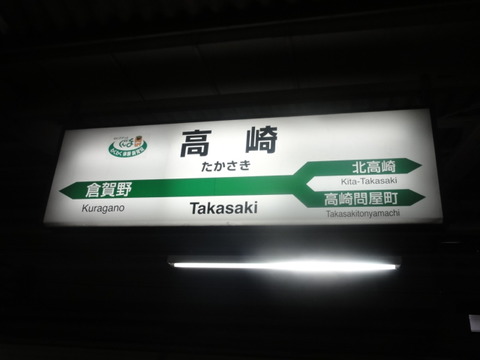 高崎
たかさき
倉賀野
Kuragano
Takasaki
北高崎
Kita-Takasaki
高崎問屋町
Takasakitonyamachi